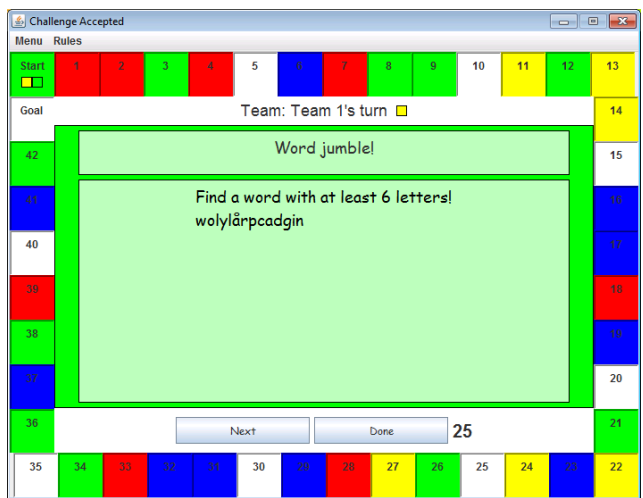 Challenge Accepted
Menu Rules
Start 1 2 3 4 5 6 7 8 9 10 11 12 13
Goal Team: Team 1's turn 14
42 Word jumble! 15
41 Find a word with at least 6 letters! 16
wolylårpcadgin
40 17
39 18
38 19
37 20
36 Next Done 25 21
35 34 33 32 31 30 29 28 27 26 25 24 23 22